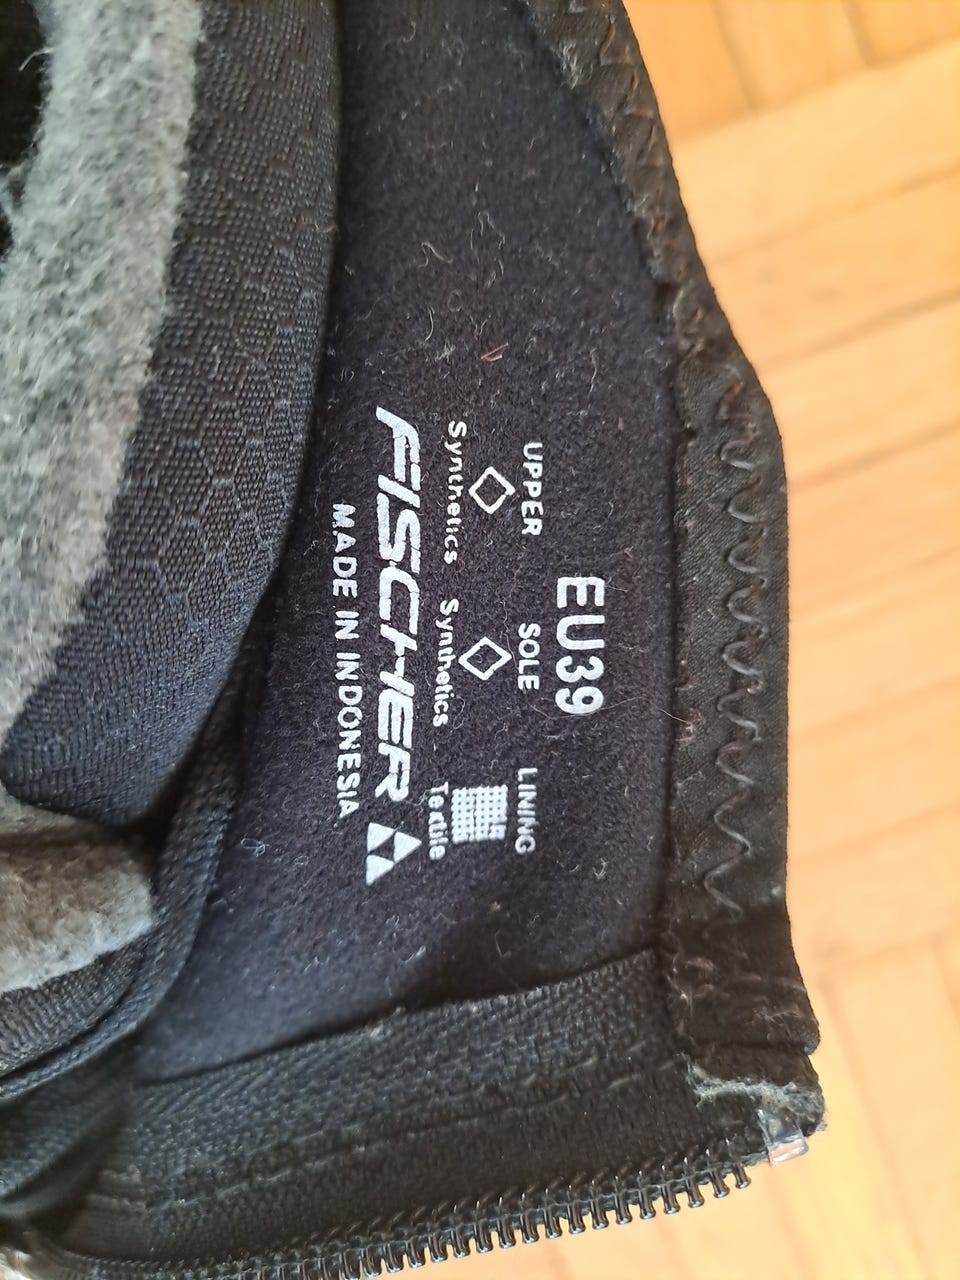 EU39
UPPER SOLE LINING
Synthetics Synthetics Textile
FISCHER
MADE IN INDONESIA